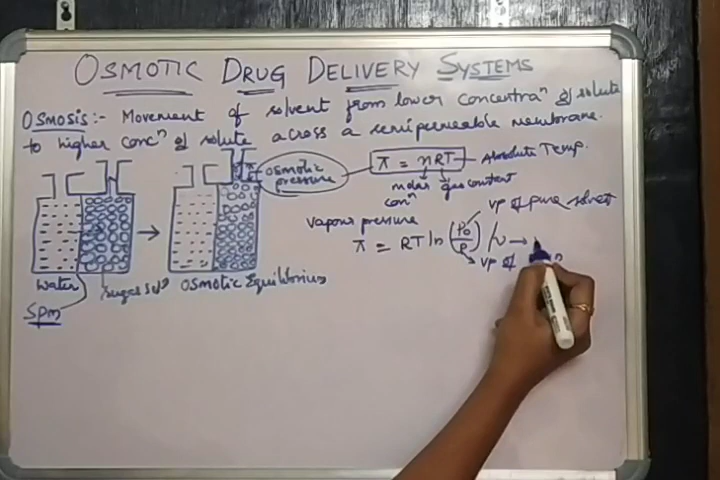 OSMOTIC DRUG DELIVERY SYSTEMS
OSMOSIS:- Movement of solvent from lower concentraⁿ of solute
to higher concⁿ of solute across a semipermeable membrane.
osmotic
pressure
π = nRT
Absolute Temp.
molar
concⁿ
gas constant
vapour pressure
π = RT ln (Po/P) /v →
vp of pure solvent
vp of
water
sugar solⁿ
Spm
OSMOTIC Equilibrium